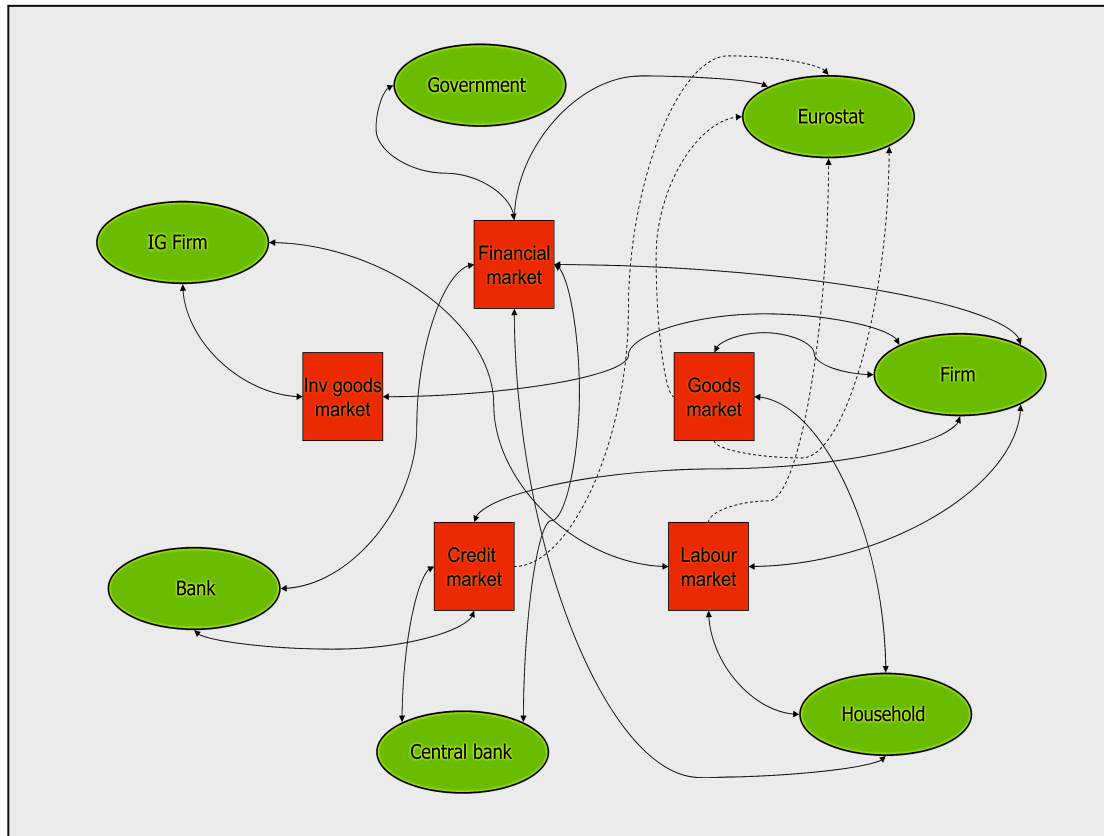 Government
Eurostat
IG Firm
Financial
market
Inv goods
market
Goods
market
Firm
Credit
market
Labour
market
Bank
Household
Central bank